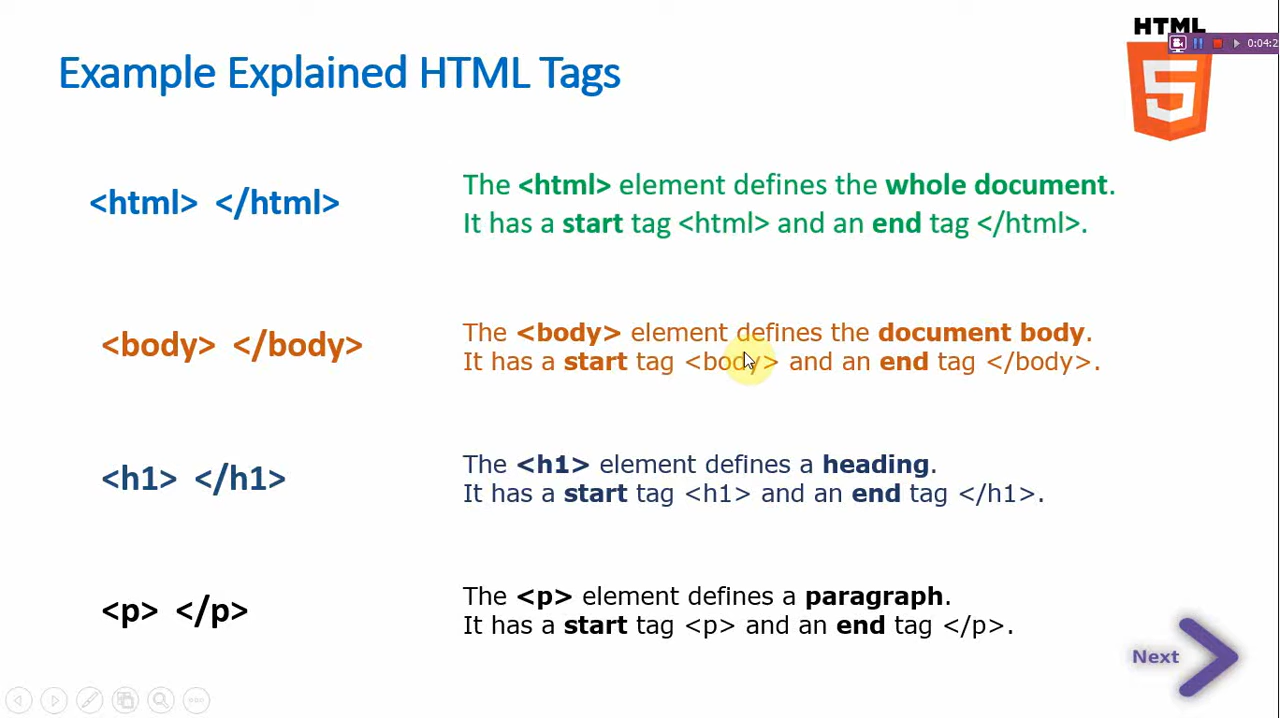 HTML
0:04:2
Example Explained HTML Tags
5
<html> </html>
The <html> element defines the whole document.
It has a start tag <html> and an end tag </html>.
<body> </body>
The <body> element defines the document body.
It has a start tag <body> and an end tag </body>.
<h1> </h1>
The <h1> element defines a heading.
It has a start tag <h1> and an end tag </h1>.
<p> </p>
The <p> element defines a paragraph.
It has a start tag <p> and an end tag </p>.
Next